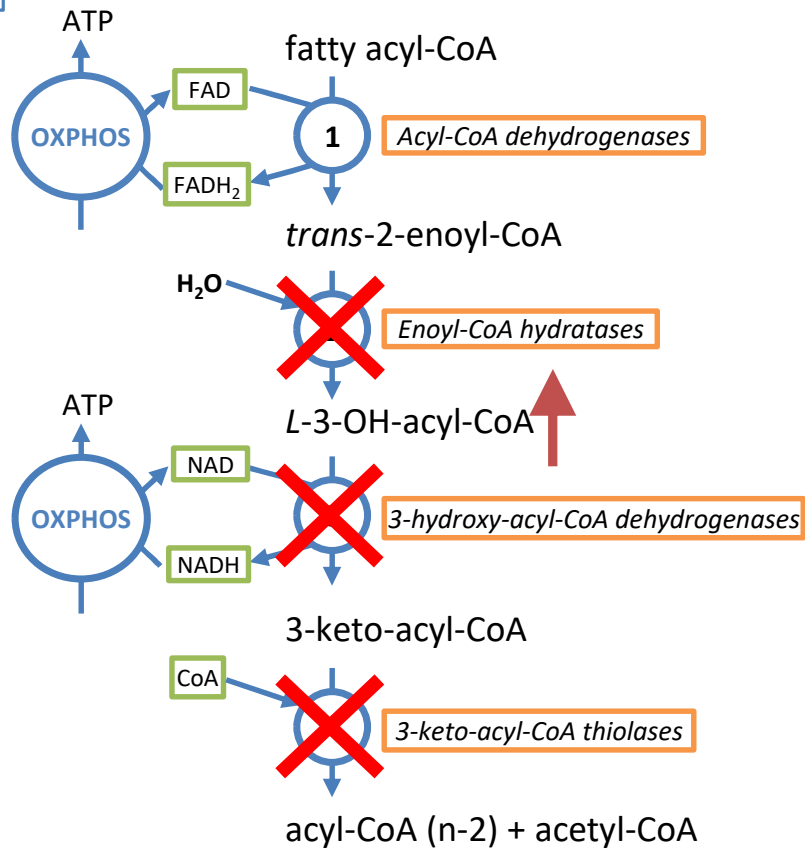 ATP
fatty acyl-CoA
FAD
OXPHOS
1
Acyl-CoA dehydrogenases
FADH₂
trans-2-enoyl-CoA
H₂O
Enoyl-CoA hydratases
ATP
L-3-OH-acyl-CoA
NAD
OXPHOS
3-hydroxy-acyl-CoA dehydrogenases
NADH
3-keto-acyl-CoA
CoA
3-keto-acyl-CoA thiolases
acyl-CoA (n-2) + acetyl-CoA